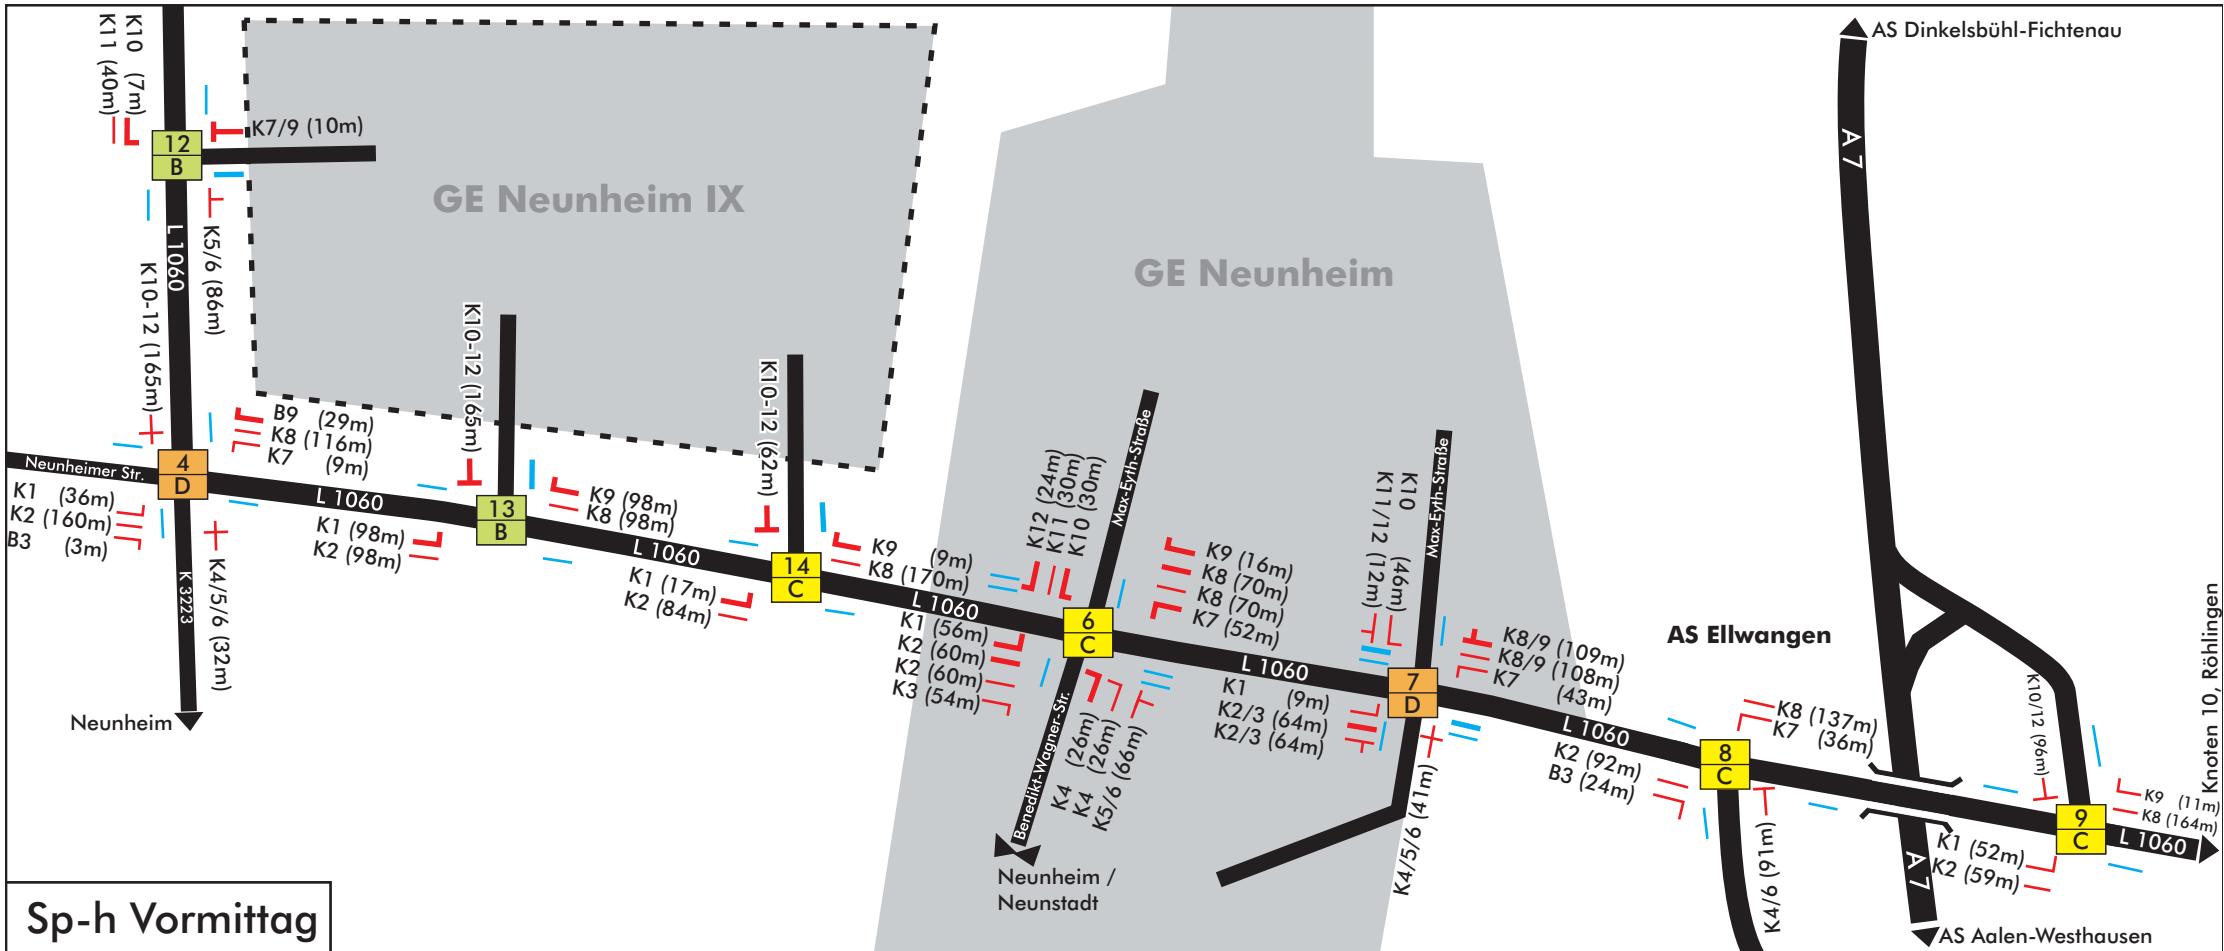 AS Dinkelsbühl-Fichtenau
A 7
K10 (7m)
K11 (40m)
12
B
K7/9 (10m)
GE Neunheim IX
GE Neunheim
L 1060
K5/6 (86m)
K10-12 (165m)
B9 (29m)
K8 (116m)
K7 (9m)
Neunheimer Str.
4
D
K1 (36m)
K2 (160m)
B3 (3m)
K4/5/6 (32m)
K 3223
Neunheim
L 1060
K10-12 (165m)
13
B
K9 (98m)
K8 (98m)
K1 (98m)
K2 (98m)
L 1060
K10-12 (62m)
14
C
K9 (9m)
K8 (170m)
K1 (17m)
K2 (84m)
L 1060
K12 (24m)
K11 (30m)
K10 (30m)
Max-Eyth-Straße
6
C
K9 (16m)
K8 (70m)
K8 (70m)
K7 (52m)
K1 (56m)
K2 (60m)
K2 (60m)
K3 (54m)
Benedikt-Wagner-Str.
K4 (26m)
K4 (26m)
K5/6 (66m)
Neunheim /
Neunstadt
L 1060
K10 (46m)
K11/12 (12m)
Max-Eyth-Straße
7
D
K8/9 (109m)
K8/9 (108m)
K7 (43m)
K1 (9m)
K2/3 (64m)
K2/3 (64m)
K4/5/6 (41m)
L 1060
AS Ellwangen
8
C
K8 (137m)
K7 (36m)
K2 (92m)
B3 (24m)
K4/6 (91m)
K10/12 (96m)
9
C
K9 (11m)
K8 (164m)
K1 (52m)
K2 (59m)
L 1060
Knoten 10, Röhlingen
A 7
AS Aalen-Westhausen
Sp-h Vormittag